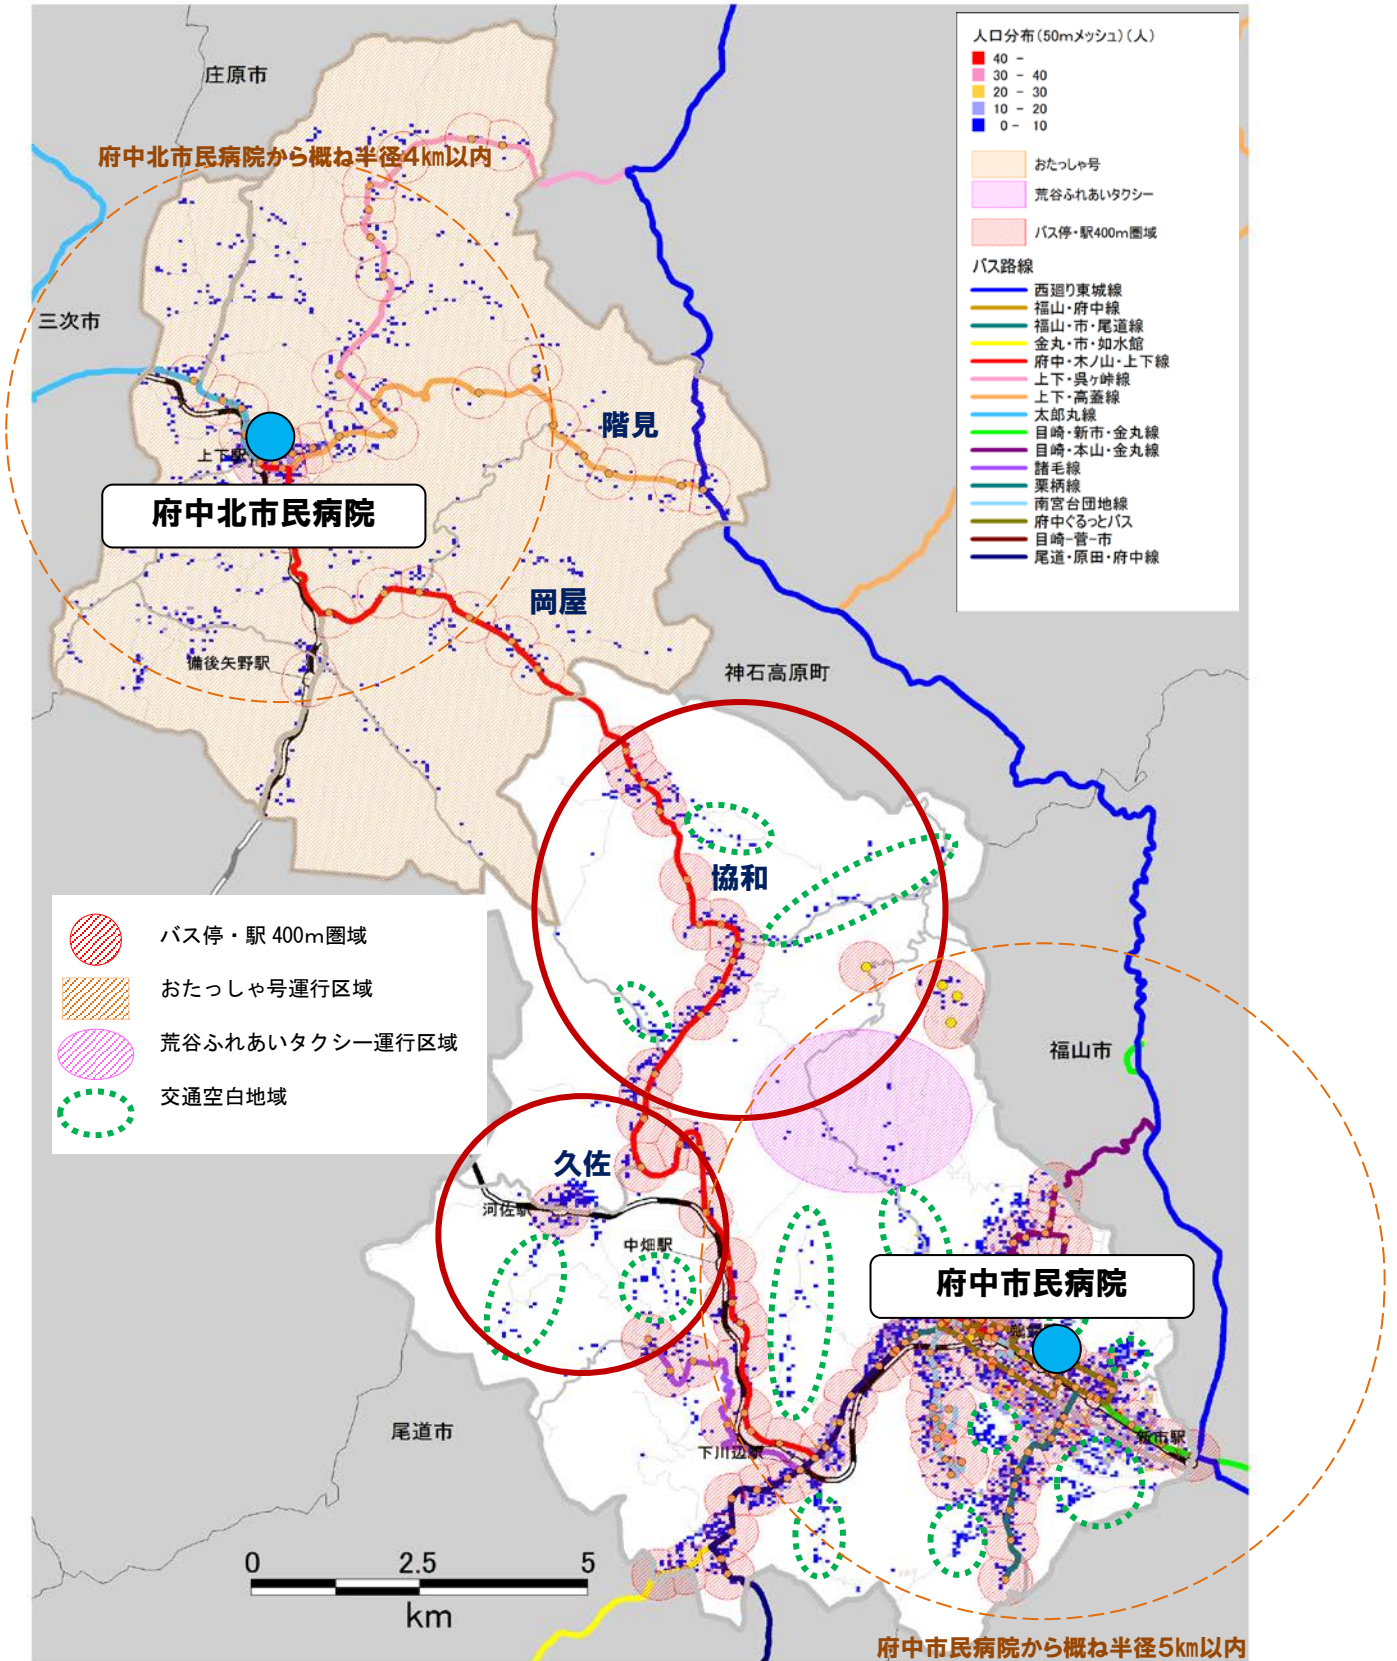 人口分布(50mメッシュ)(人)
40 -
30 - 40
20 - 30
10 - 20
0 - 10
おたっしゃ号
荒谷ふれあいタクシー
バス停・駅400m圏域
バス路線
西廻り東城線
福山・府中線
福山・市・尾道線
金丸・市・如水館
府中・木ノ山・上下線
上下・呉ヶ峠線
上下・高蓋線
太郎丸線
目崎・新市・金丸線
目崎・本山・金丸線
諸毛線
栗柄線
南宮台団地線
府中ぐるっとバス
目崎-菅-市
尾道・原田・府中線
庄原市
府中北市民病院から概ね半径4km以内
三次市
階見
上下駅
府中北市民病院
岡屋
備後矢野駅
神石高原町
協和
バス停・駅 400m圏域
おたっしゃ号運行区域
荒谷ふれあいタクシー運行区域
交通空白地域
福山市
久佐
河佐駅
中畑駅
府中市民病院
尾道市
下川辺駅
新市駅
0 2.5 5
km
府中市民病院から概ね半径5km以内